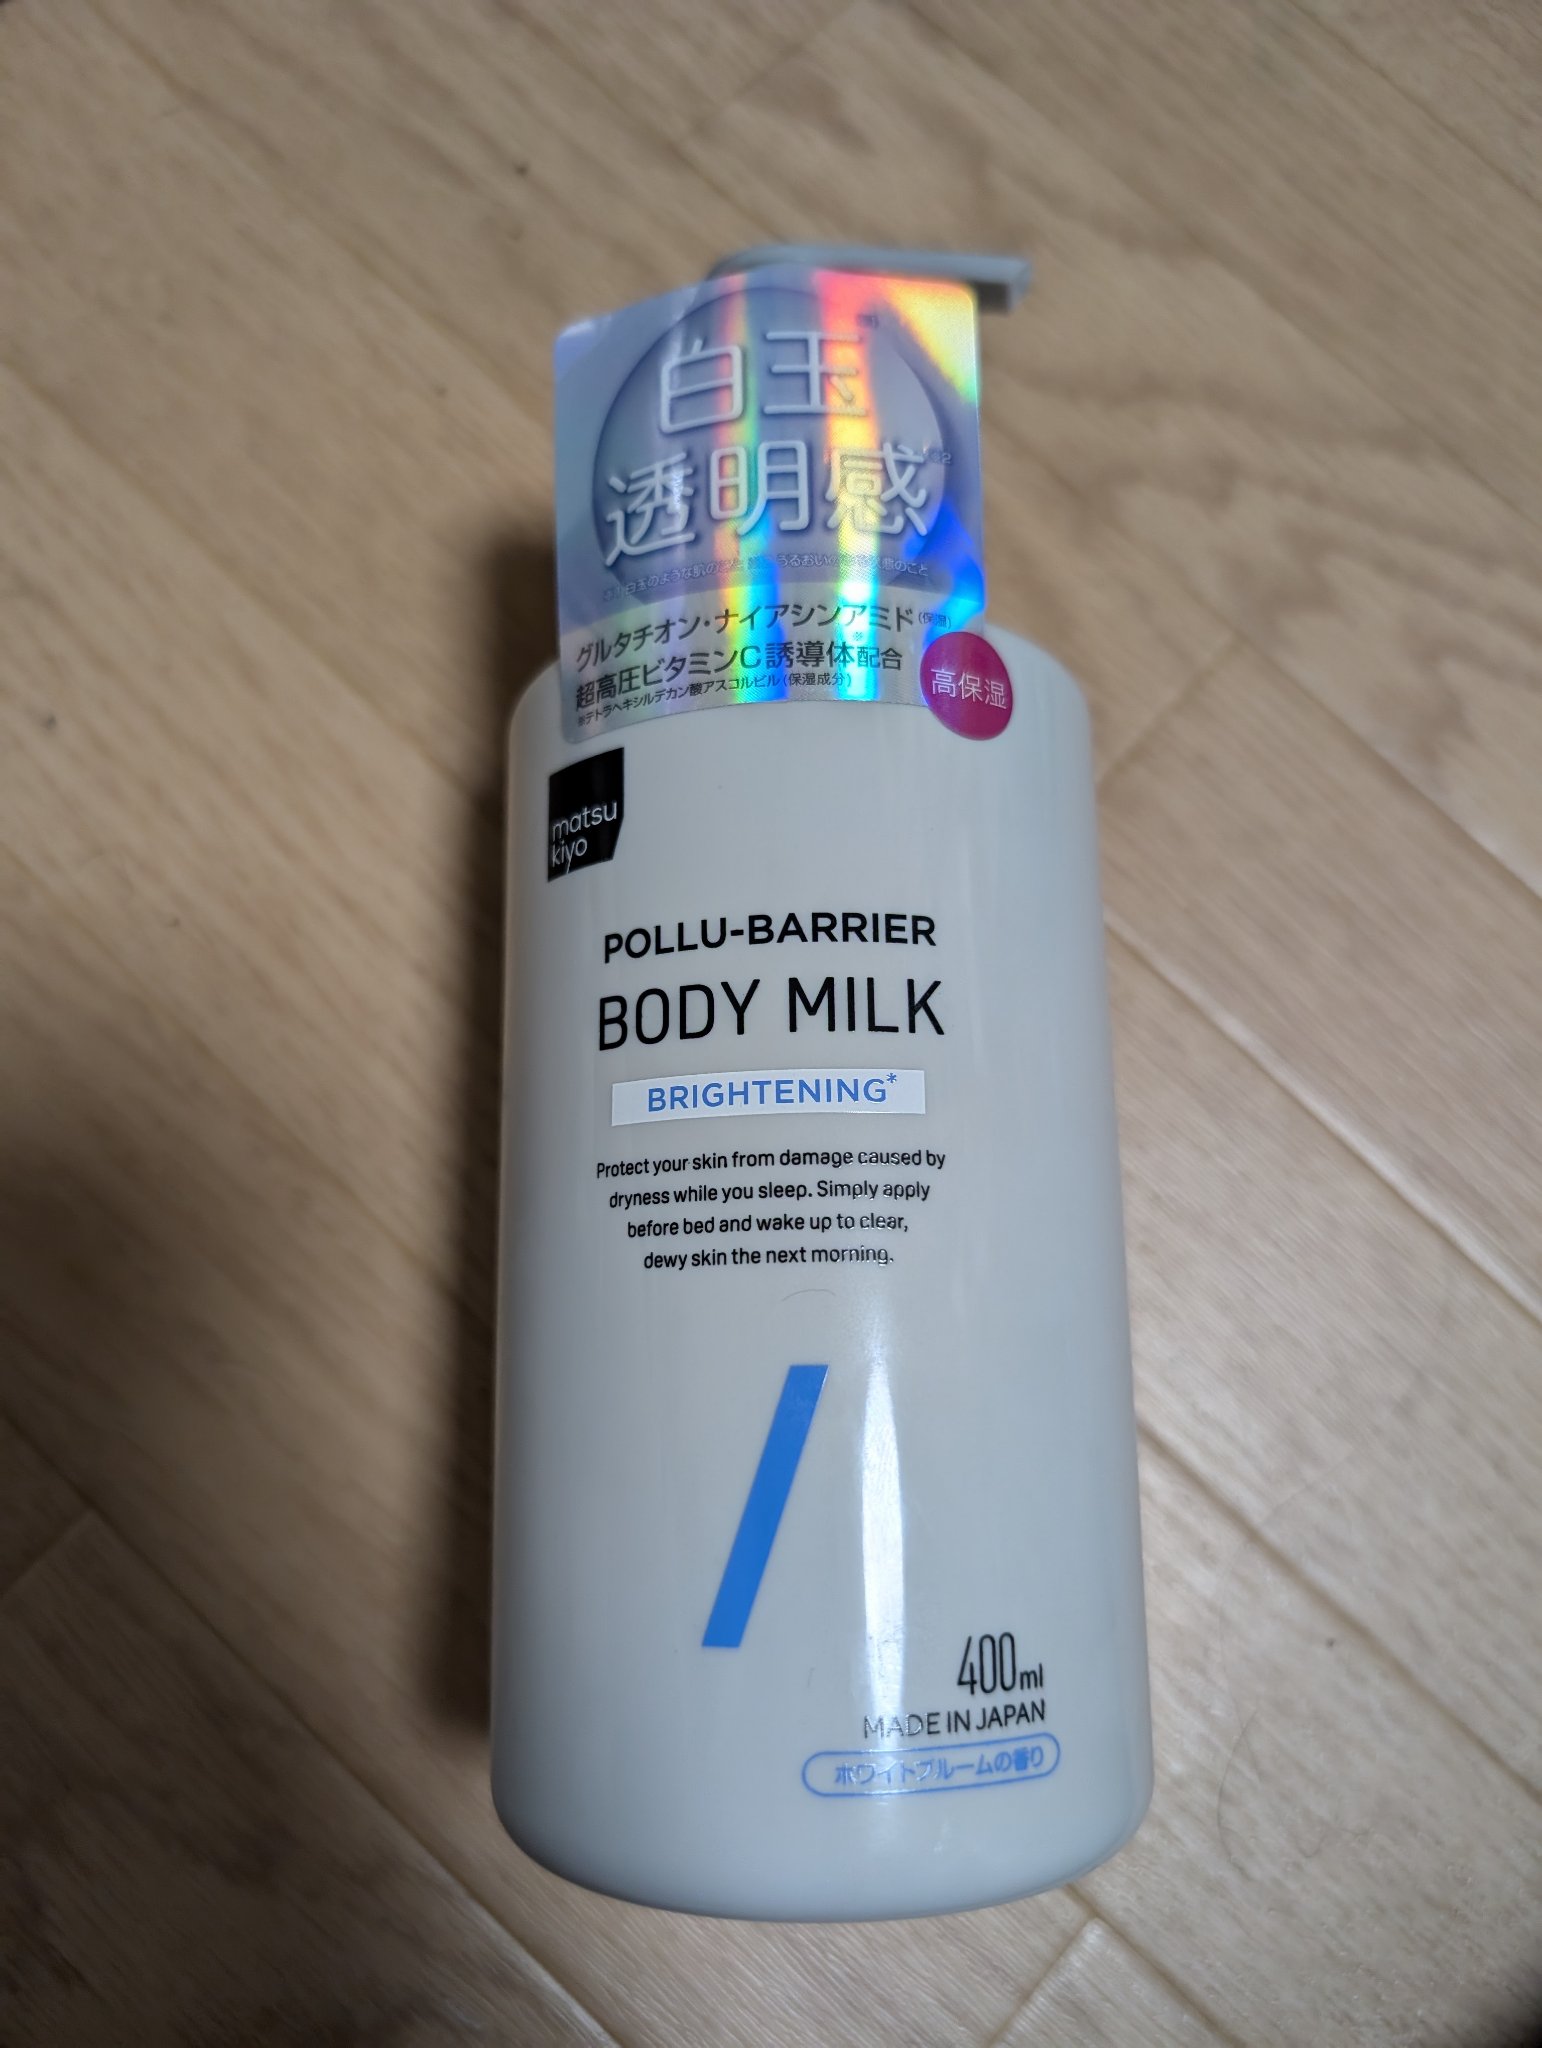 白玉
透明感
グルタチオン・ナイアシンアミド(保湿)
超高圧ビタミンC誘導体※配合
※テトラヘキシルデカン酸アスコルビル(保湿成分)
高保湿
matsu
kiyo
POLLU-BARRIER
BODY MILK
BRIGHTENING*
Protect your skin from damage caused by
dryness while you sleep. Simply apply
before bed and wake up to clear,
dewy skin the next morning.
400ml
MADE IN JAPAN
ホワイトブルームの香り